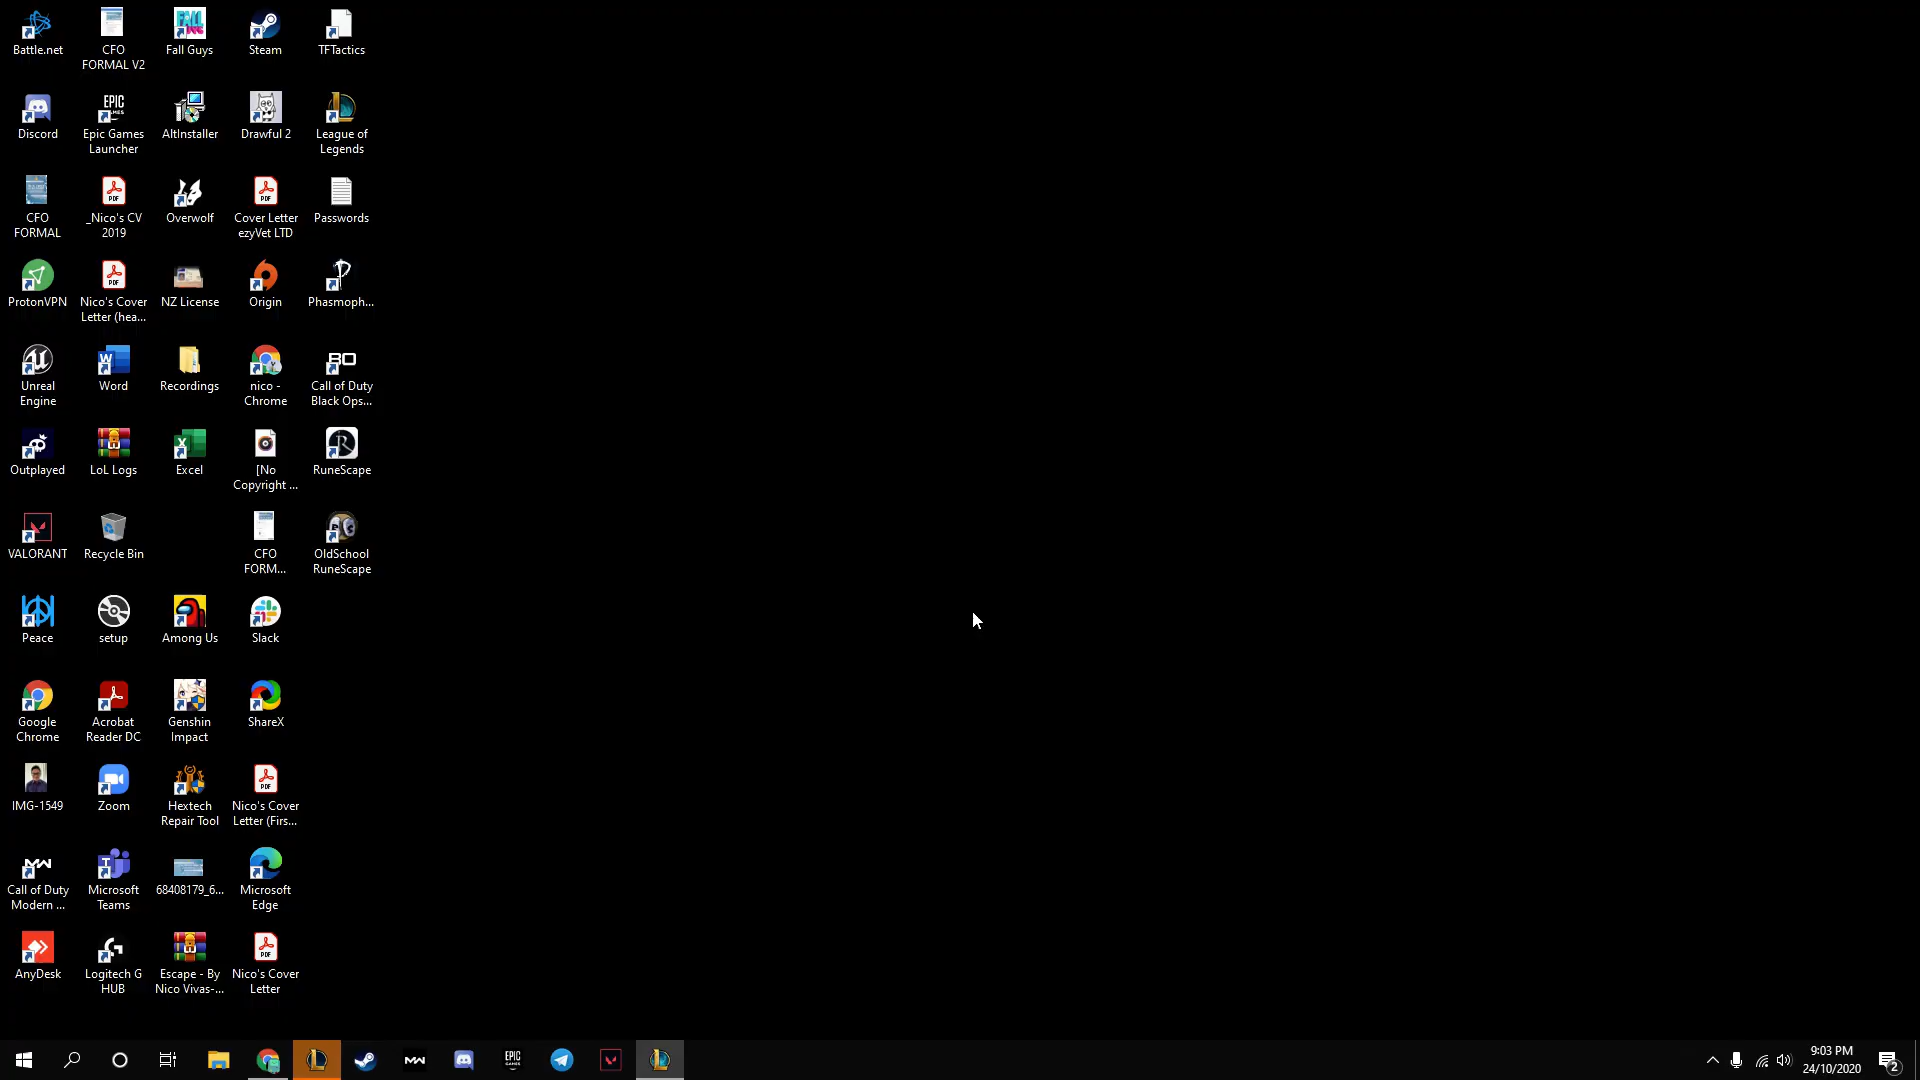 Battle.net
CFO
FORMAL V2
Fall Guys
Steam
TFTactics
Discord
Epic Games
Launcher
AltInstaller
Drawful 2
League of
Legends
CFO
FORMAL
_Nico's CV
2019
Overwolf
Cover Letter
ezyVet LTD
Passwords
ProtonVPN
Nico's Cover
Letter (hea...
NZ License
Origin
Phasmoph...
Unreal
Engine
Word
Recordings
nico -
Chrome
Call of Duty
Black Ops...
Outplayed
LoL Logs
Excel
[No
Copyright ...
RuneScape
VALORANT
Recycle Bin
CFO
FORM...
OldSchool
RuneScape
Peace
setup
Among Us
Slack
Google
Chrome
Acrobat
Reader DC
Genshin
Impact
ShareX
IMG-1549
Zoom
Hextech
Repair Tool
Nico's Cover
Letter (Firs...
Call of Duty
Modern ...
Microsoft
Teams
68408179_6...
Microsoft
Edge
AnyDesk
Logitech G
HUB
Escape - By
Nico Vivas-...
Nico's Cover
Letter
9:03 PM
24/10/2020
2